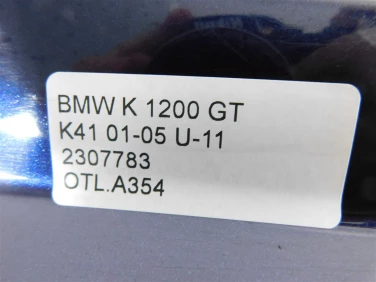 BMW K 1200 GT
K41 01-05 U-11
2307783
OTL.A354